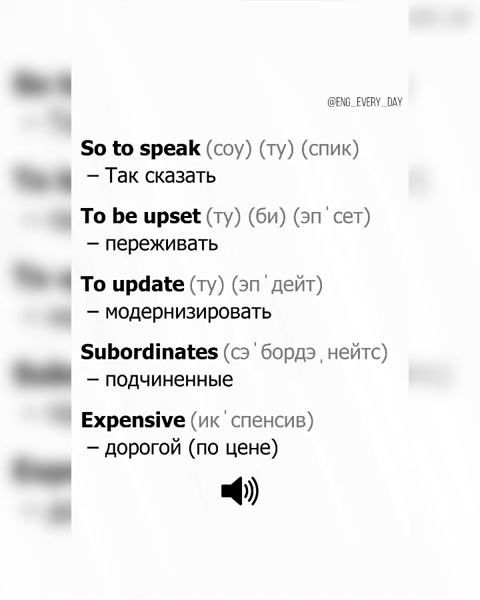 @ENG_EVERY_DAY
So to speak (соу) (ту) (спик)
– Так сказать
To be upset (ту) (би) (эпˈсет)
– переживать
To update (ту) (эпˈдейт)
– модернизировать
Subordinates (сэˈбордэˌнейтс)
– подчиненные
Expensive (икˈспенсив)
– дорогой (по цене)